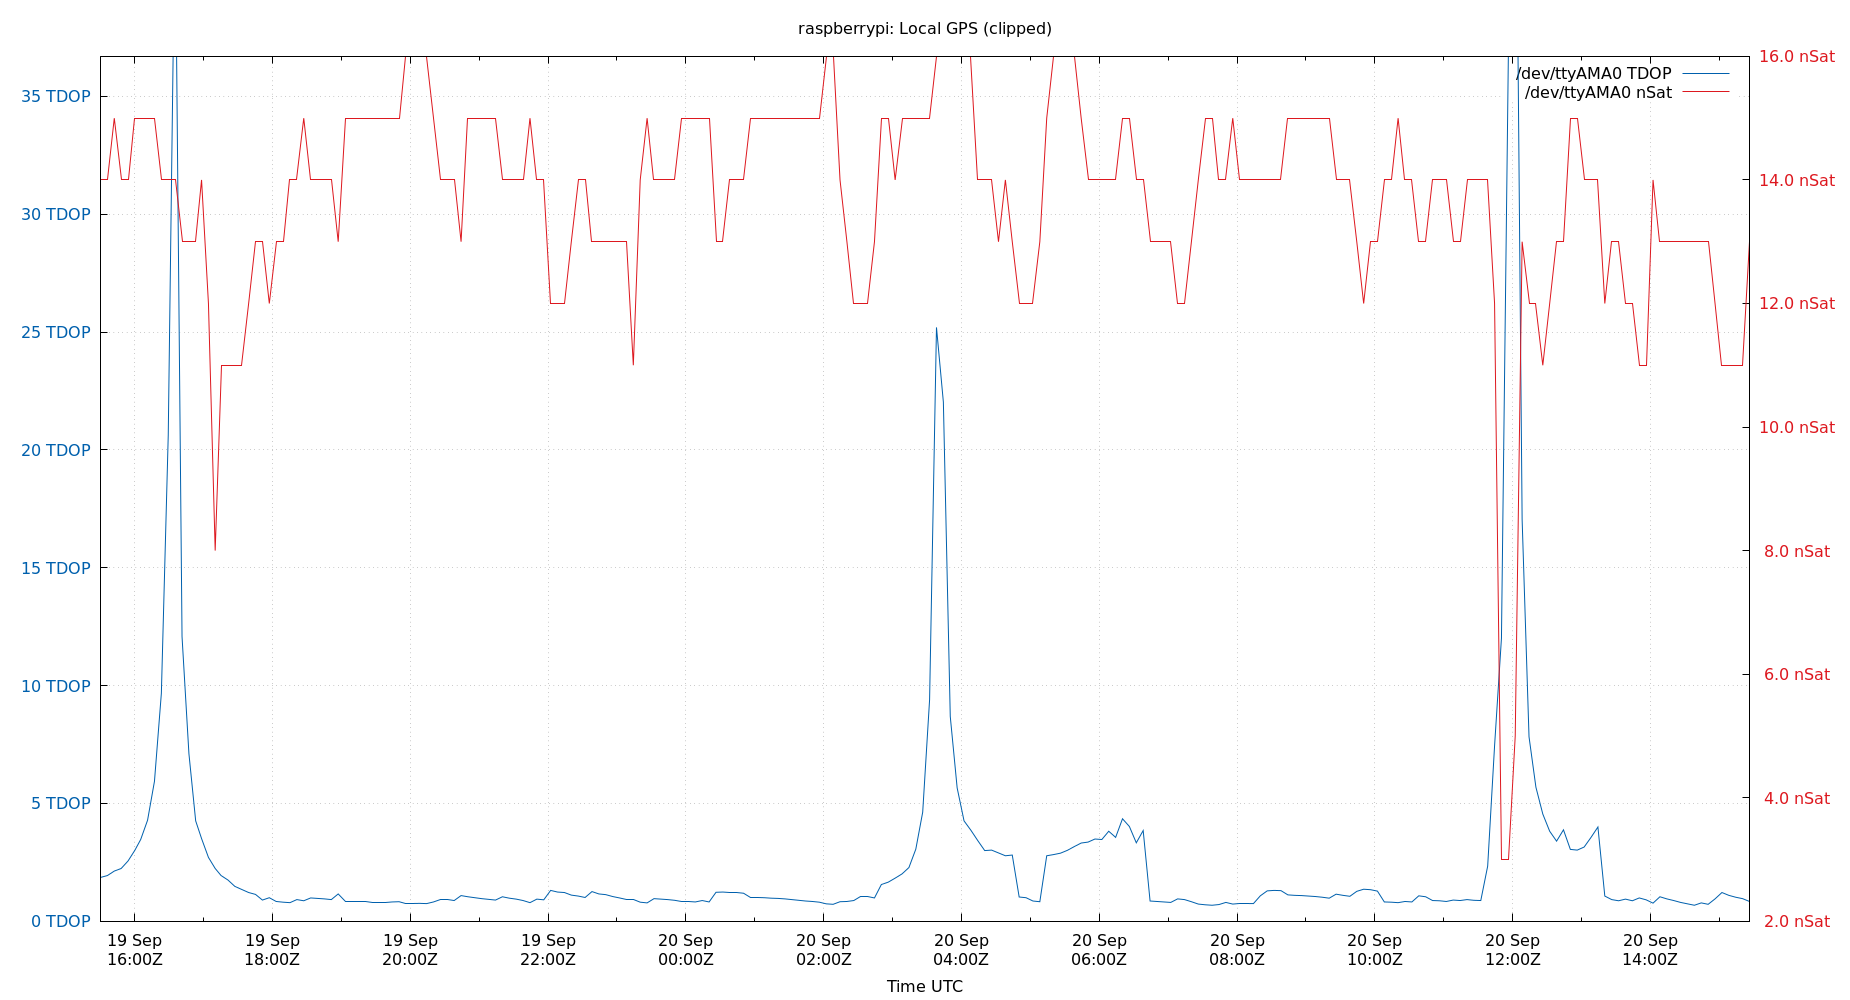 raspberrypi: Local GPS (clipped)
/dev/ttyAMA0 TDOP
/dev/ttyAMA0 nSat
35 TDOP
30 TDOP
25 TDOP
20 TDOP
15 TDOP
10 TDOP
5 TDOP
0 TDOP
16.0 nSat
14.0 nSat
12.0 nSat
10.0 nSat
8.0 nSat
6.0 nSat
4.0 nSat
2.0 nSat
19 Sep 19 Sep 19 Sep 19 Sep 20 Sep 20 Sep 20 Sep 20 Sep 20 Sep 20 Sep 20 Sep 20 Sep
16:00Z 18:00Z 20:00Z 22:00Z 00:00Z 02:00Z 04:00Z 06:00Z 08:00Z 10:00Z 12:00Z 14:00Z
Time UTC